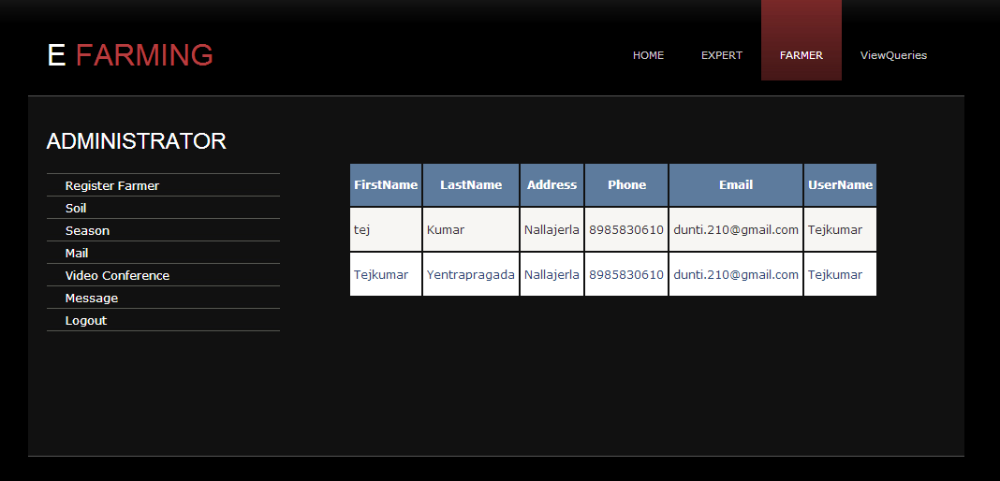 E FARMING
HOME EXPERT FARMER ViewQueries
ADMINISTRATOR
Register Farmer
Soil
Season
Mail
Video Conference
Message
Logout
FirstName LastName Address Phone Email UserName
tej Kumar Nallajerla 8985830610 dunti.210@gmail.com Tejkumar
Tejkumar Yentrapragada Nallajerla 8985830610 dunti.210@gmail.com Tejkumar